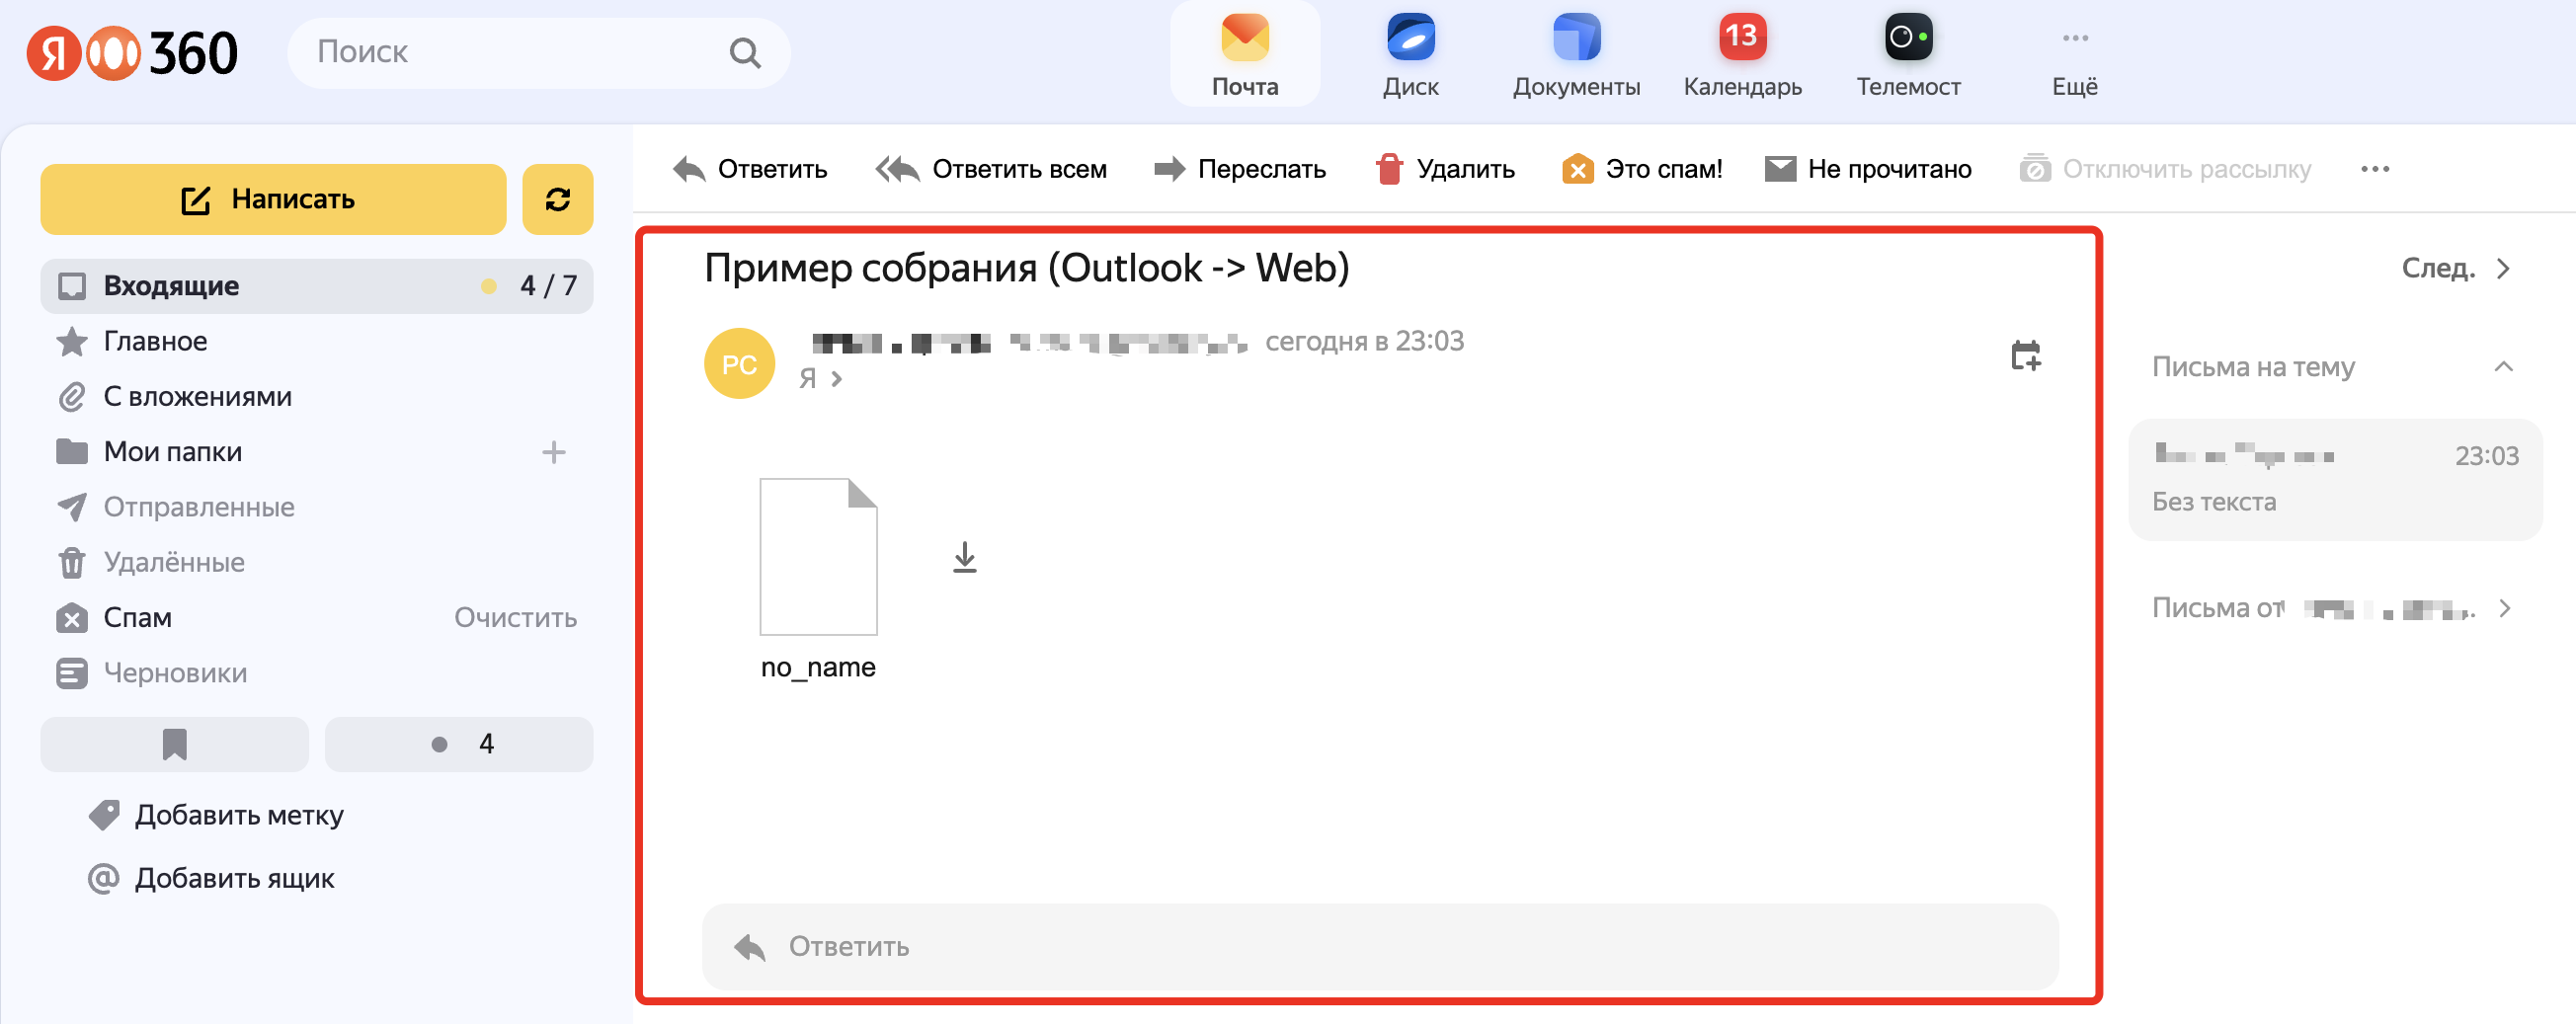 Я 360
Поиск
Почта
Диск
Документы
13
Календарь
Телемост
Ещё
Написать
Входящие 4 / 7
Главное
С вложениями
Мои папки
Отправленные
Удалённые
Спам Очистить
Черновики
4
Добавить метку
Добавить ящик
Ответить Ответить всем Переслать Удалить Это спам! Не прочитано Отключить рассылку
Пример собрания (Outlook -> Web)
РС
сегодня в 23:03
Я
no_name
Ответить
След.
Письма на тему
23:03
Без текста
Письма от